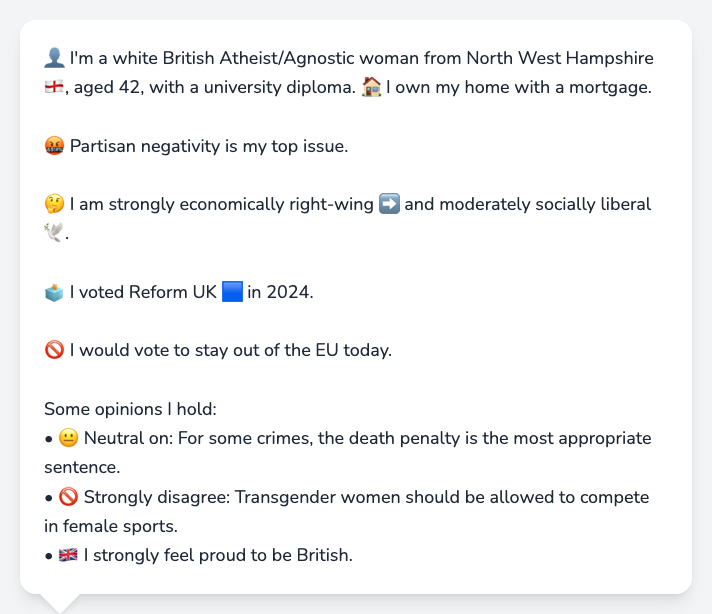 👤 I'm a white British Atheist/Agnostic woman from North West Hampshire
🏴󠁧󠁢󠁥󠁮󠁧󠁿, aged 42, with a university diploma. 🏠 I own my home with a mortgage.
🤬 Partisan negativity is my top issue.
🤔 I am strongly economically right-wing ➡️ and moderately socially liberal
🕊️.
🗳️ I voted Reform UK 🟦 in 2024.
🚫 I would vote to stay out of the EU today.
Some opinions I hold:
• 😐 Neutral on: For some crimes, the death penalty is the most appropriate
sentence.
• 🚫 Strongly disagree: Transgender women should be allowed to compete
in female sports.
• 🇬🇧 I strongly feel proud to be British.